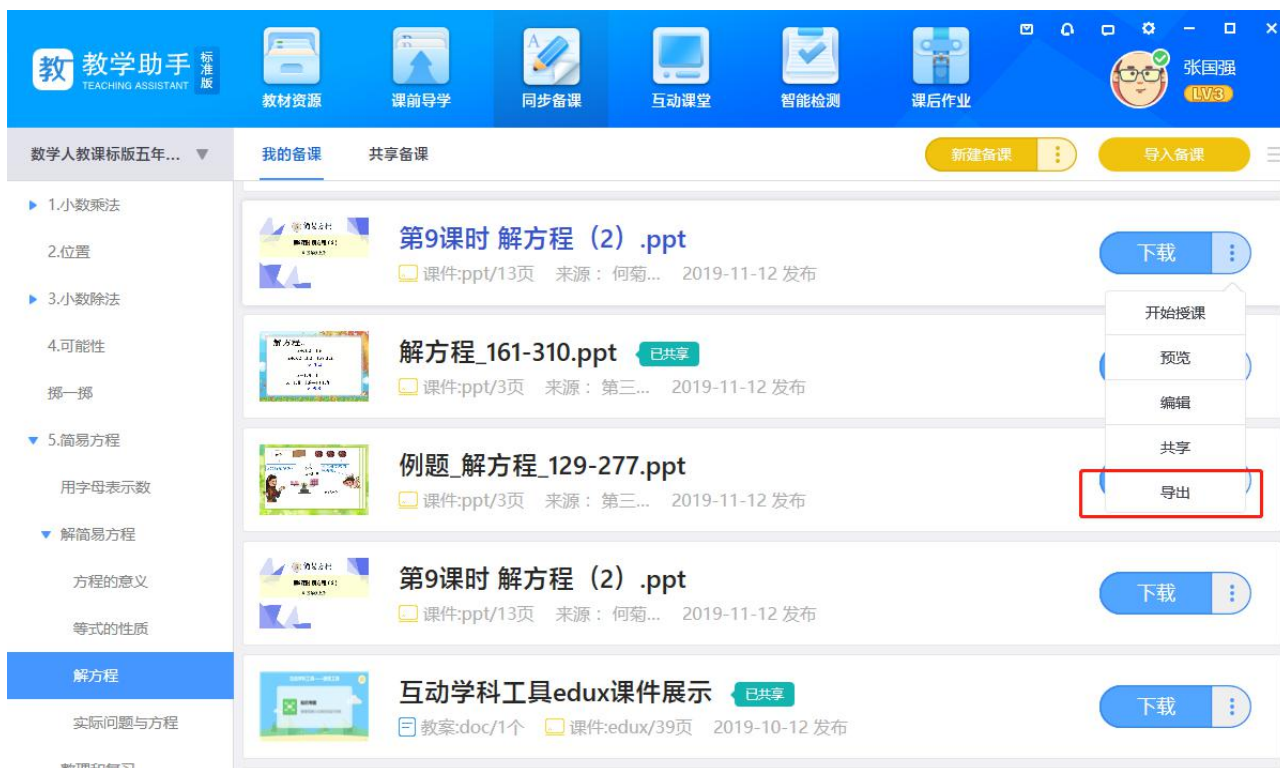 教 教学助手 标准版
TEACHING ASSISTANT
教材资源 课前导学 同步备课 互动课堂 智能检测 课后作业
张国强
LV3
数学人教课标版五年... 我的备课 共享备课 新建备课 导入备课
1.小数乘法
2.位置
3.小数除法
4.可能性
掷一掷
5.简易方程
用字母表示数
解简易方程
方程的意义
等式的性质
解方程
实际问题与方程
整理和复习
第9课时 解方程（2）.ppt
课件:ppt/13页 来源： 何菊... 2019-11-12 发布
下载
开始授课
预览
编辑
共享
导出
解方程_161-310.ppt 已共享
课件:ppt/3页 来源： 第三... 2019-11-12 发布
例题_解方程_129-277.ppt
课件:ppt/3页 来源： 第三... 2019-11-12 发布
第9课时 解方程（2）.ppt
课件:ppt/13页 来源： 何菊... 2019-11-12 发布
下载
互动学科工具edux课件展示 已共享
教案:doc/1个 课件:edux/39页 2019-10-12 发布
下载